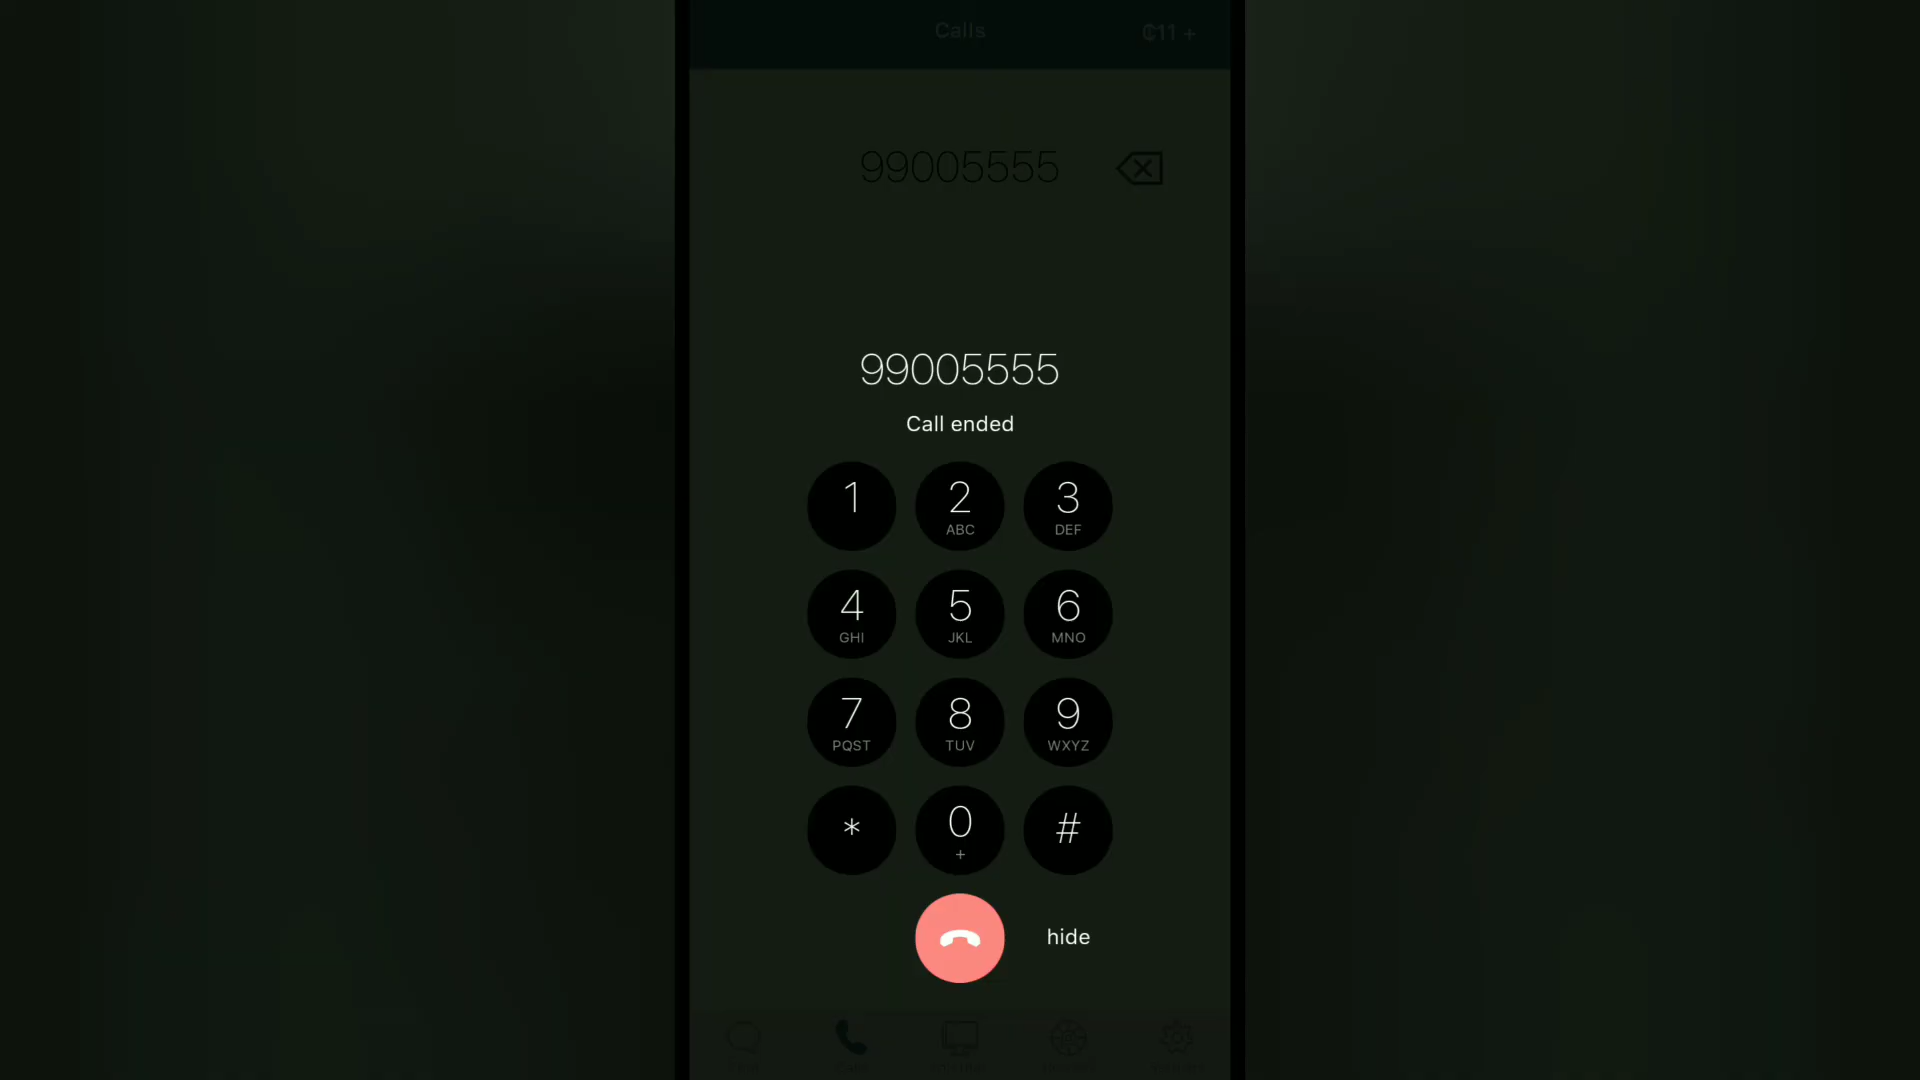 Calls ₵11 +
99005555
99005555
Call ended
1 2 3
ABC DEF
4 5 6
GHI JKL MNO
7 8 9
PQST TUV WXYZ
* 0 #
+
hide